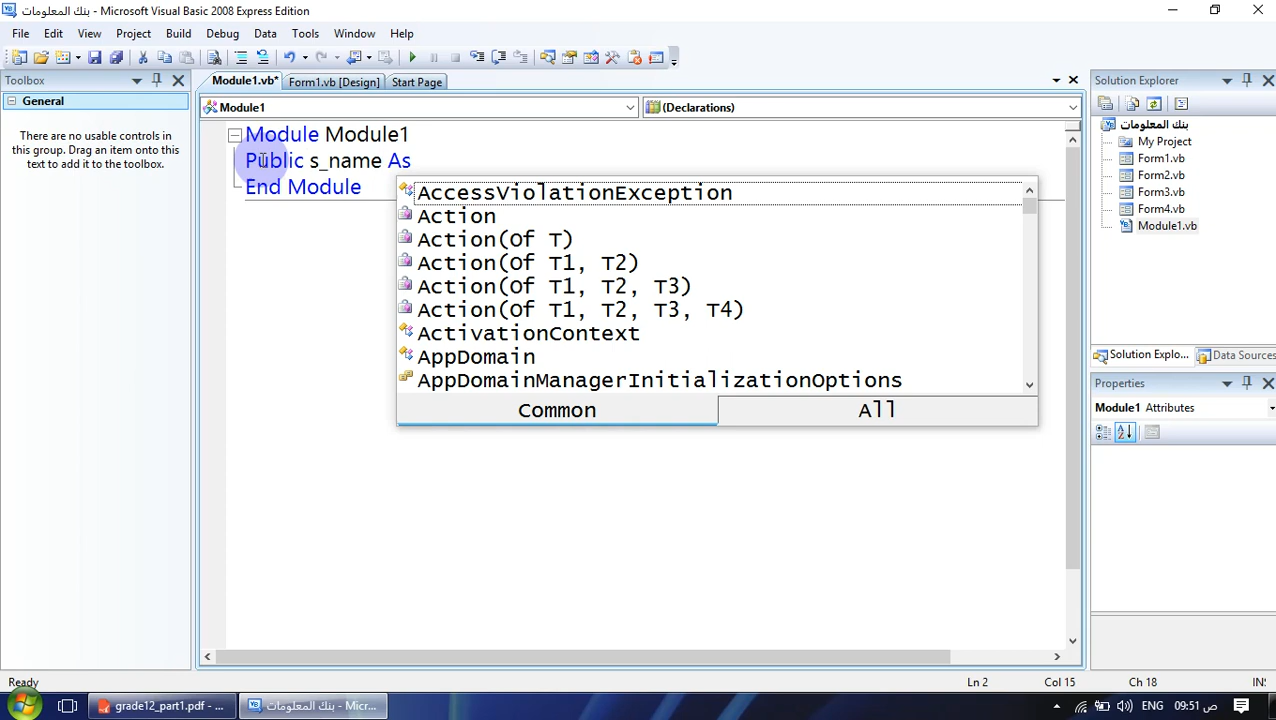 بنك المعلومات - Microsoft Visual Basic 2008 Express Edition
File Edit View Project Build Debug Data Tools Window Help
Toolbox
General
There are no usable controls in
this group. Drag an item onto this
text to add it to the toolbox.
Module1.vb* Form1.vb [Design] Start Page
Module1
(Declarations)
Module Module1
Public s_name As
End Module
AccessViolationException
Action
Action(Of T)
Action(Of T1, T2)
Action(Of T1, T2, T3)
Action(Of T1, T2, T3, T4)
ActivationContext
AppDomain
AppDomainManagerInitializationOptions
Common All
Solution Explorer
بنك المعلومات
My Project
Form1.vb
Form2.vb
Form3.vb
Form4.vb
Module1.vb
Solution Explo... Data Sources
Properties
Module1 Attributes
Ready Ln 2 Col 15 Ch 18 INS
grade12_part1.pdf - ... بنك المعلومات - Micr... ENG 09:51 ص